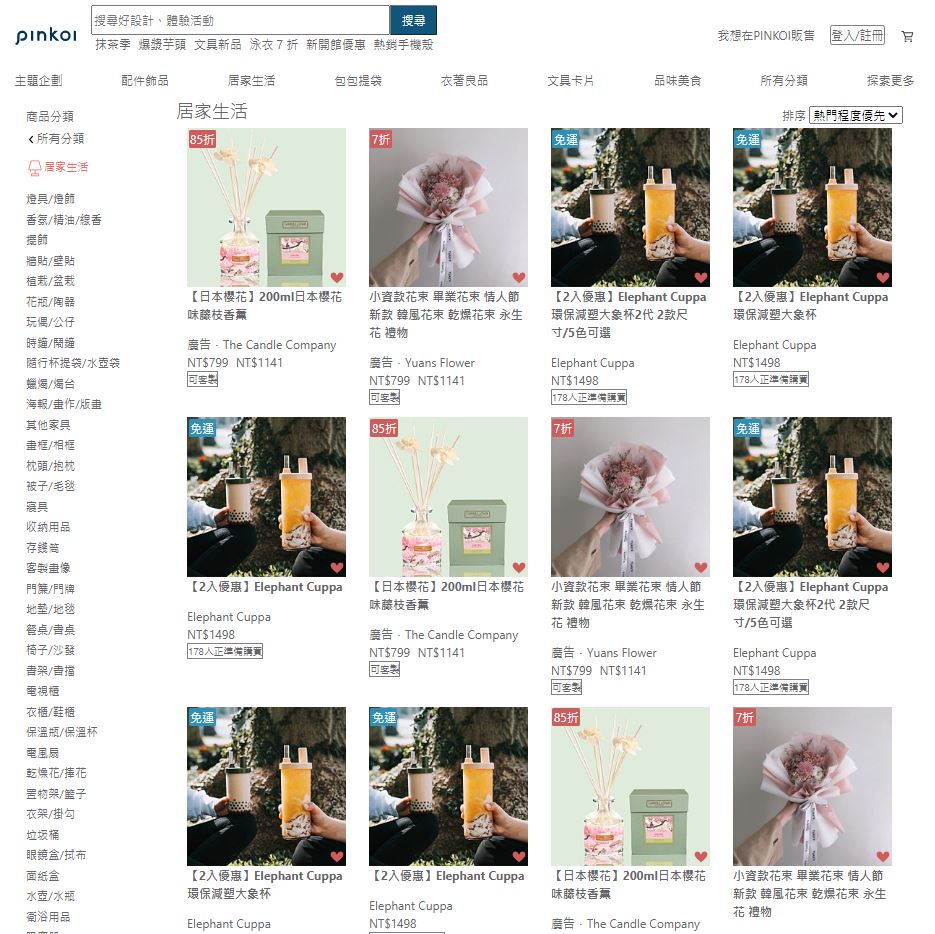 pinkoi
搜尋好設計、體驗活動
搜尋
抹茶季 爆漿芋頭 文具新品 泳衣 7 折 新開館優惠 熱銷手機殼
我想在PINKOI販售
登入/註冊
主題企劃 配件飾品 居家生活 包包提袋 衣著良品 文具卡片 品味美食 所有分類 探索更多
商品分類
所有分類
居家生活
燈具/燈飾
香氛/精油/線香
擺飾
牆貼/壁貼
植栽/盆栽
花瓶/陶器
玩偶/公仔
時鐘/鬧鐘
隨行杯提袋/水壺袋
蠟燭/燭台
海報/畫作/版畫
其他家具
畫框/相框
枕頭/抱枕
被子/毛毯
寢具
收納用品
存錢筒
客製畫像
門簾/門牌
地墊/地毯
餐桌/書桌
椅子/沙發
書架/書擋
電視櫃
衣櫃/鞋櫃
保溫瓶/保溫杯
電風扇
乾燥花/捧花
置物架/籃子
衣架/掛勾
垃圾桶
眼鏡盒/拭布
面紙盒
水壺/水瓶
衛浴用品
居家生活
排序 熱門程度優先
85折
【日本櫻花】200ml日本櫻花
味藤枝香薰
廣告 · The Candle Company
NT$799 NT$1141
可客製
7折
小資款花束 畢業花束 情人節
新款 韓風花束 乾燥花束 永生
花 禮物
廣告 · Yuans Flower
NT$799 NT$1141
可客製
免運
【2入優惠】Elephant Cuppa
環保減塑大象杯2代 2款尺
寸/5色可選
Elephant Cuppa
NT$1498
178人正準備購買
免運
【2入優惠】Elephant Cuppa
環保減塑大象杯
Elephant Cuppa
NT$1498
178人正準備購買
免運
【2入優惠】Elephant Cuppa
Elephant Cuppa
NT$1498
178人正準備購買
85折
【日本櫻花】200ml日本櫻花
味藤枝香薰
廣告 · The Candle Company
NT$799 NT$1141
可客製
7折
小資款花束 畢業花束 情人節
新款 韓風花束 乾燥花束 永生
花 禮物
廣告 · Yuans Flower
NT$799 NT$1141
可客製
免運
【2入優惠】Elephant Cuppa
環保減塑大象杯2代 2款尺
寸/5色可選
Elephant Cuppa
NT$1498
178人正準備購買
免運
【2入優惠】Elephant Cuppa
環保減塑大象杯
Elephant Cuppa
免運
【2入優惠】Elephant Cuppa
Elephant Cuppa
NT$1498
85折
【日本櫻花】200ml日本櫻花
味藤枝香薰
廣告 · The Candle Company
7折
小資款花束 畢業花束 情人節
新款 韓風花束 乾燥花束 永生
花 禮物